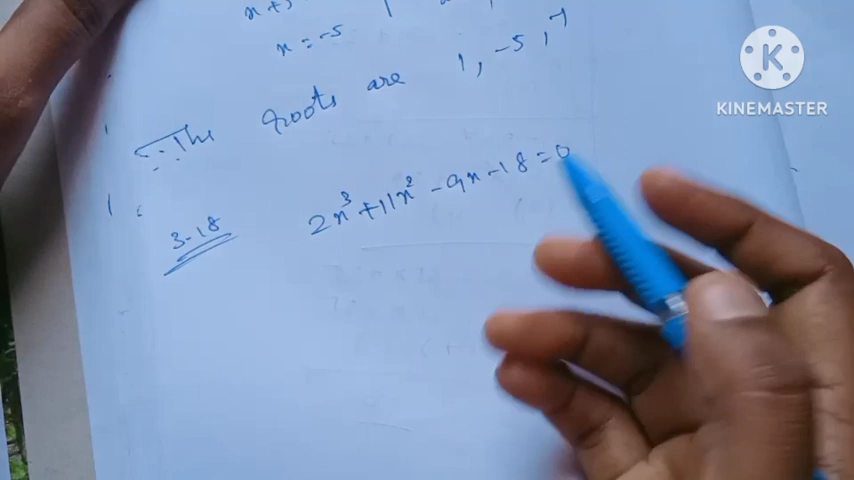 x = -5
∴ The roots are 1, -5, 7
3.18
2x³ + 11x² - 9x - 18 = 0
KINEMASTER